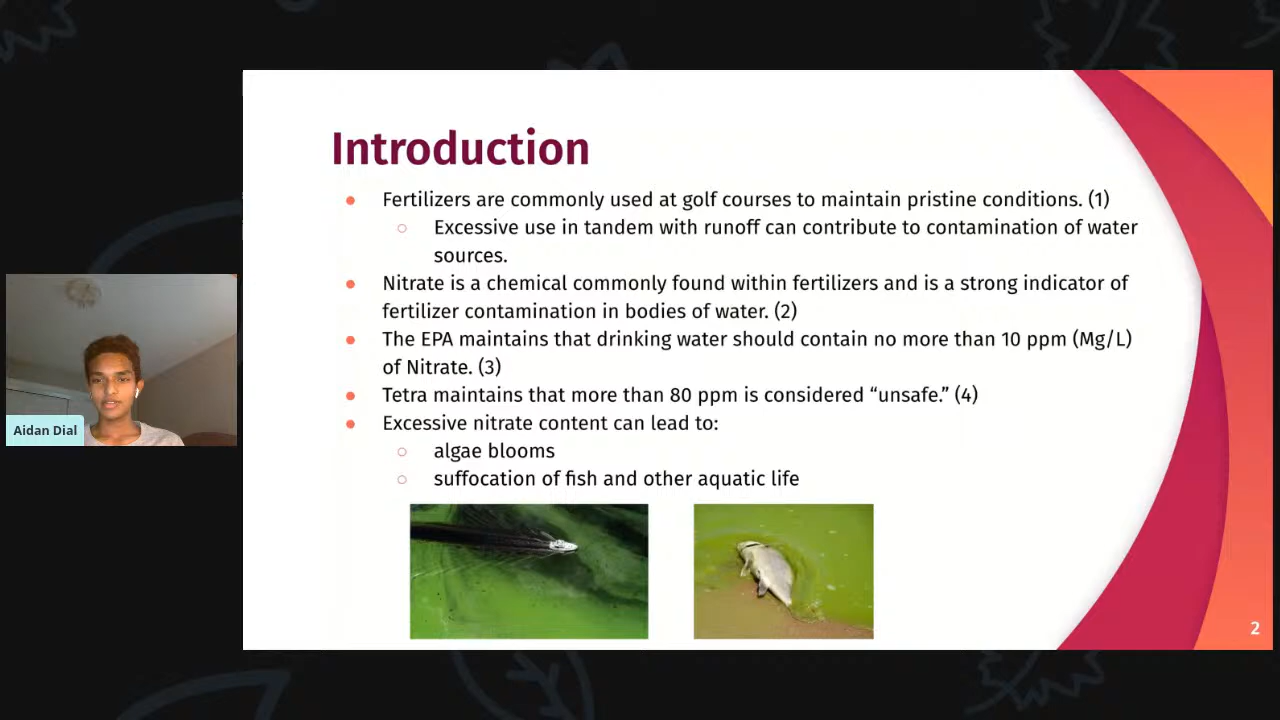 Introduction
Fertilizers are commonly used at golf courses to maintain pristine conditions. (1)
Excessive use in tandem with runoff can contribute to contamination of water
sources.
Nitrate is a chemical commonly found within fertilizers and is a strong indicator of
fertilizer contamination in bodies of water. (2)
The EPA maintains that drinking water should contain no more than 10 ppm (Mg/L)
of Nitrate. (3)
Tetra maintains that more than 80 ppm is considered “unsafe.” (4)
Excessive nitrate content can lead to:
algae blooms
suffocation of fish and other aquatic life
Aidan Dial
2